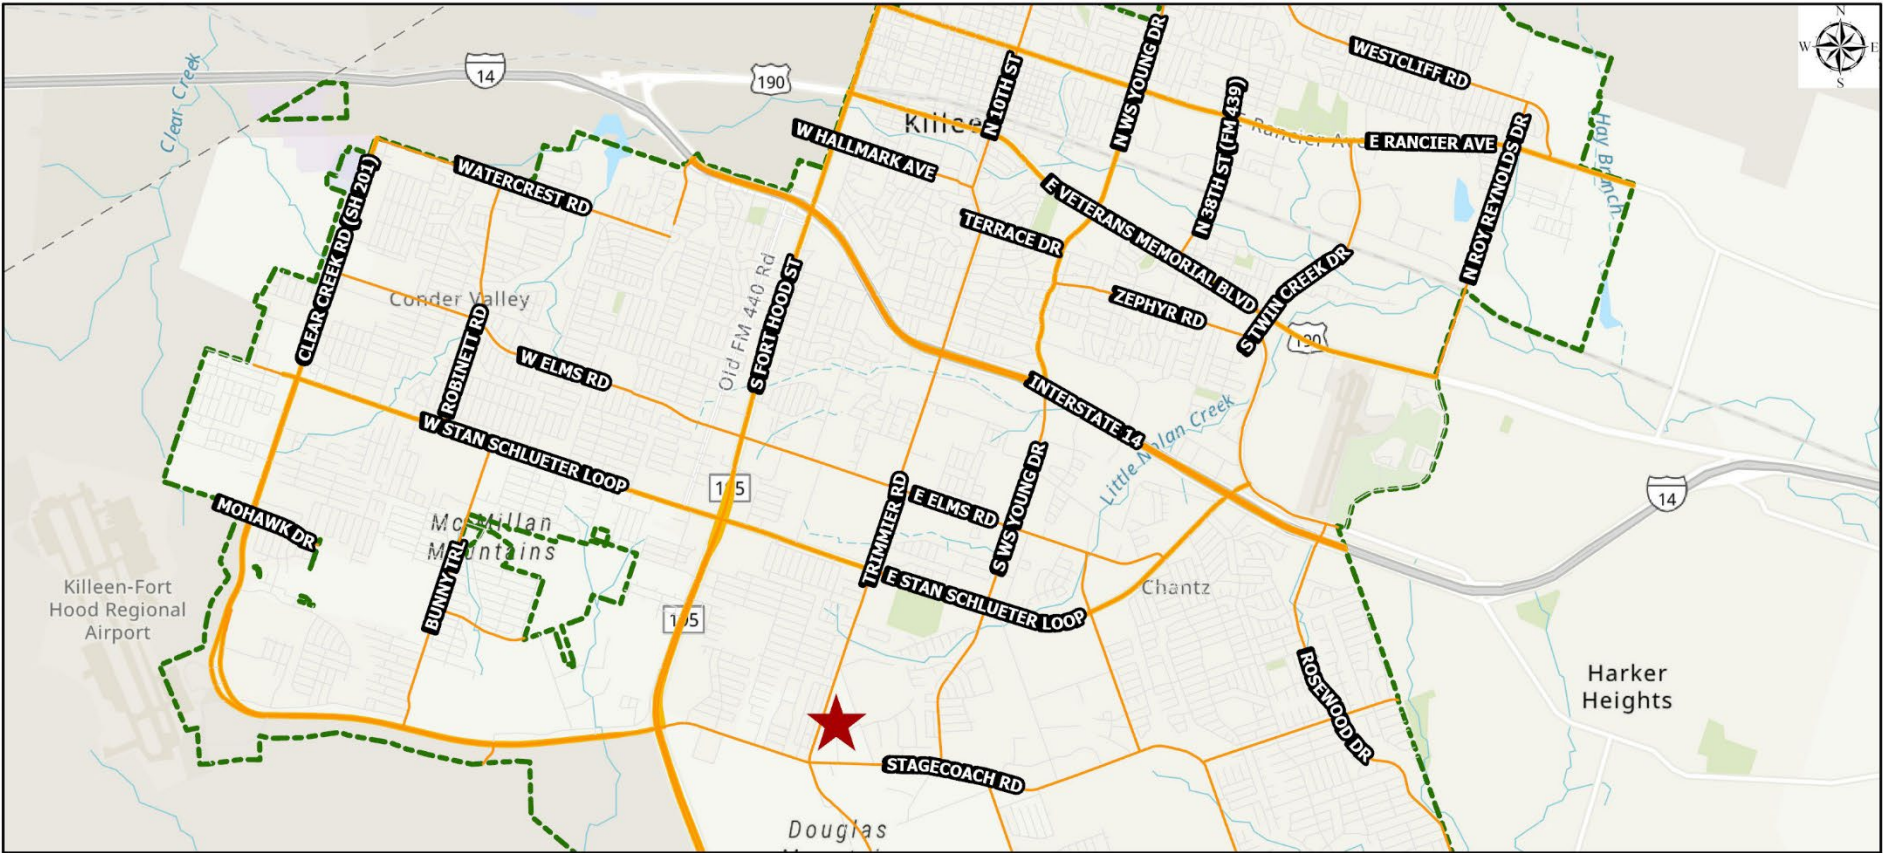 N
W E
S
WESTCLIFF RD
N WS YOUNG DR
14
190
Clear Creek
N 10TH ST
N 38TH ST (FM 439)
W HALLMARK AVE
E RANCIER AVE
Hay Branch
CLEAR CREEK RD (SH 201)
WATERCREST RD
TERRACE DR
E VETERANS MEMORIAL BLVD
N ROY REYNOLDS DR
Old FM 440 Rd
S FORT HOOD ST
S TWIN CREEK DR
Conder Valley
ZEPHYR RD
190
ROBINETT RD
W ELMS RD
INTERSTATE 14
Little Nolan Creek
W STAN SCHLUETER LOOP
S WS YOUNG DR
TRIMMIER RD
E ELMS RD
195
14
MOHAWK DR
Mc Millan
Mountains
BUNNY TRL
E STAN SCHLUETER LOOP
Chantz
Killeen-Fort
Hood Regional
Airport
195
ROSEWOOD DR
Harker
Heights
STAGECOACH RD
Douglas